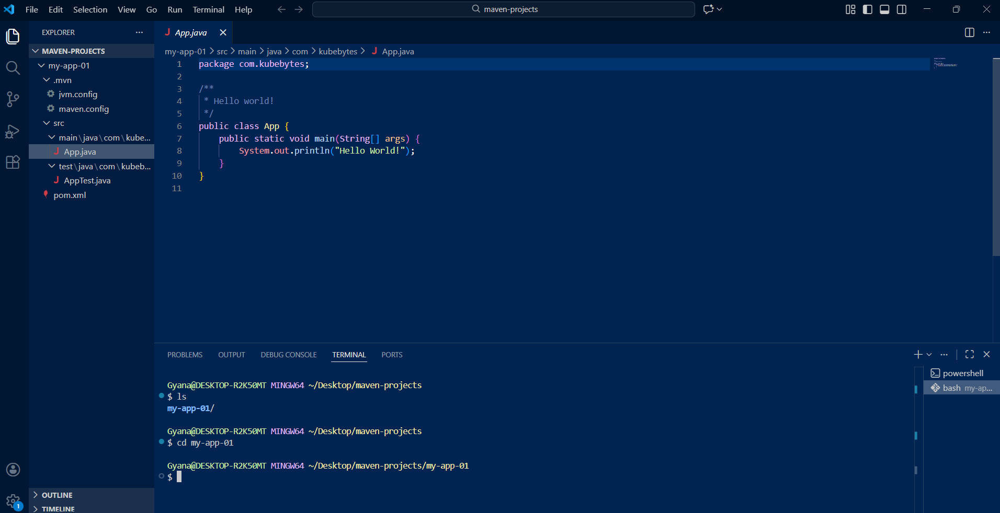 File Edit Selection View Go Run Terminal Help
maven-projects
EXPLORER
MAVEN-PROJECTS
my-app-01
.mvn
jvm.config
maven.config
src
main\java\com\kube...
App.java
test\java\com\kubeb...
AppTest.java
pom.xml
OUTLINE
TIMELINE
1
App.java
my-app-01 > src > main > java > com > kubebytes > App.java
1 package com.kubebytes;
2
3 /**
4  * Hello world!
5  */
6 public class App {
7     public static void main(String[] args) {
8         System.out.println("Hello World!");
9     }
10 }
11
PROBLEMS OUTPUT DEBUG CONSOLE TERMINAL PORTS
Gyana@DESKTOP-R2K50MT MINGW64 ~/Desktop/maven-projects
$ ls
my-app-01/
Gyana@DESKTOP-R2K50MT MINGW64 ~/Desktop/maven-projects
$ cd my-app-01
Gyana@DESKTOP-R2K50MT MINGW64 ~/Desktop/maven-projects/my-app-01
$
powershell
bash my-ap...